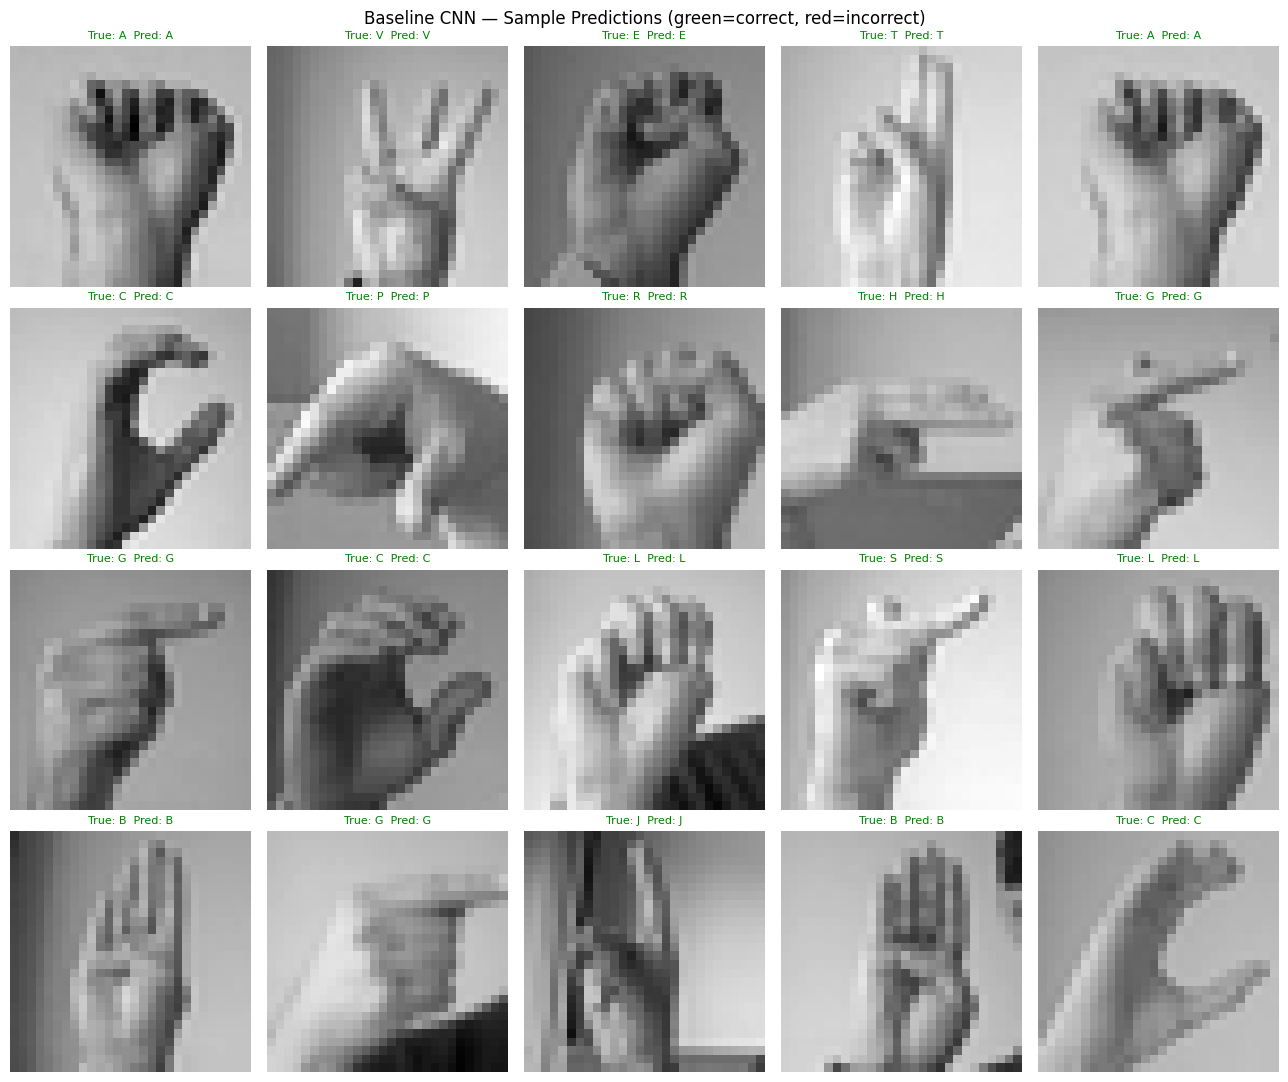 Baseline CNN — Sample Predictions (green=correct, red=incorrect)
True: A  Pred: A
True: V  Pred: V
True: E  Pred: E
True: T  Pred: T
True: A  Pred: A
True: C  Pred: C
True: P  Pred: P
True: R  Pred: R
True: H  Pred: H
True: G  Pred: G
True: G  Pred: G
True: C  Pred: C
True: L  Pred: L
True: S  Pred: S
True: L  Pred: L
True: B  Pred: B
True: G  Pred: G
True: J  Pred: J
True: B  Pred: B
True: C  Pred: C